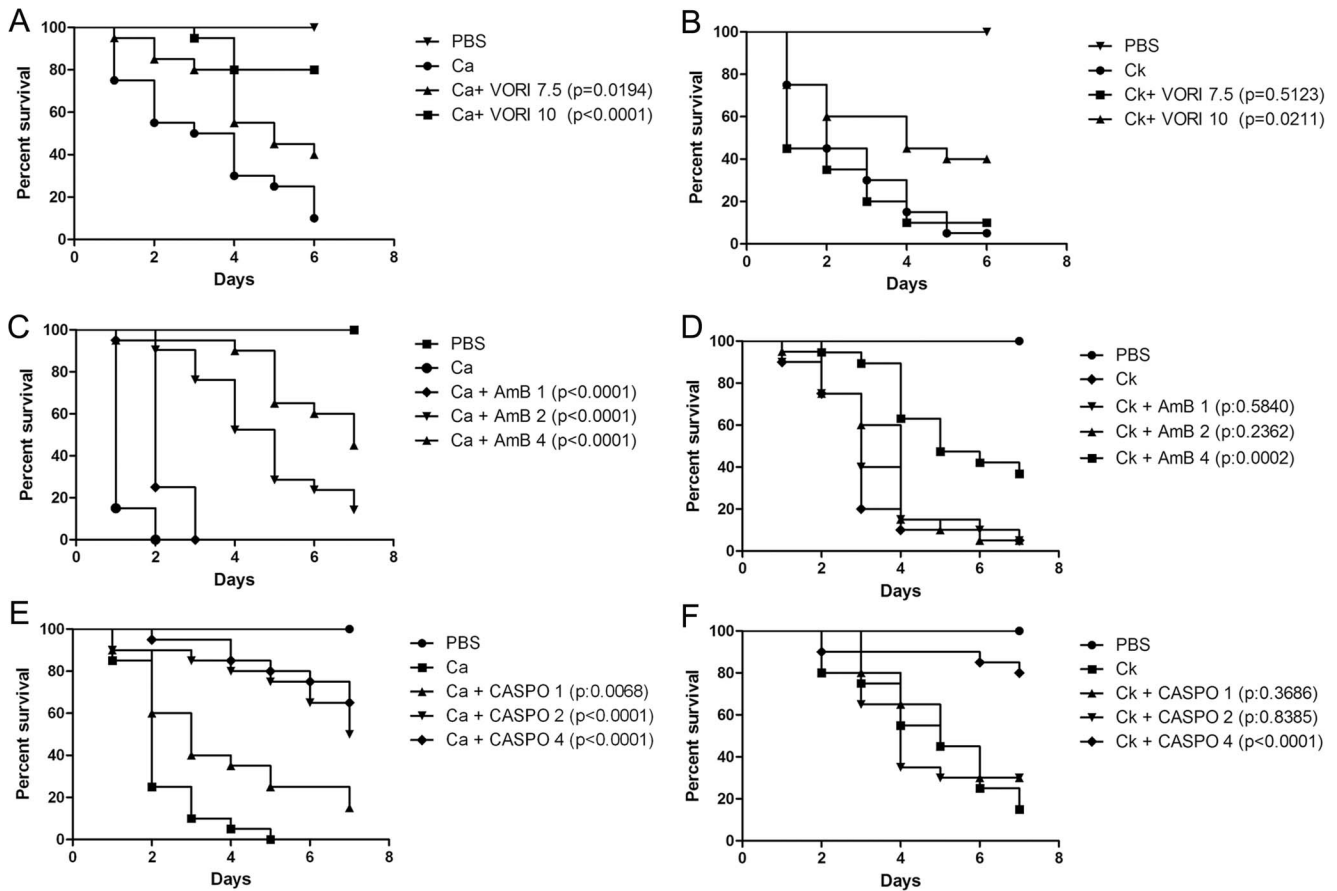 A
Percent survival
100
80
60
40
20
0
0 2 4 6 8
Days
PBS
Ca
Ca+ VORI 7.5 (p=0.0194)
Ca+ VORI 10 (p<0.0001)
B
Percent survival
100
80
60
40
20
0
0 2 4 6 8
Days
PBS
Ck
Ck+ VORI 7.5 (p=0.5123)
Ck+ VORI 10 (p=0.0211)
C
Percent survival
100
80
60
40
20
0
0 2 4 6 8
Days
PBS
Ca
Ca + AmB 1 (p<0.0001)
Ca + AmB 2 (p<0.0001)
Ca + AmB 4 (p<0.0001)
D
Percent survival
100
80
60
40
20
0
0 2 4 6 8
Days
PBS
Ck
Ck + AmB 1 (p:0.5840)
Ck + AmB 2 (p:0.2362)
Ck + AmB 4 (p:0.0002)
E
Percent survival
100
80
60
40
20
0
0 2 4 6 8
Days
PBS
Ca
Ca + CASPO 1 (p:0.0068)
Ca + CASPO 2 (p<0.0001)
Ca + CASPO 4 (p<0.0001)
F
Percent survival
100
80
60
40
20
0
0 2 4 6 8
Days
PBS
Ck
Ck + CASPO 1 (p:0.3686)
Ck + CASPO 2 (p:0.8385)
Ck + CASPO 4 (p<0.0001)